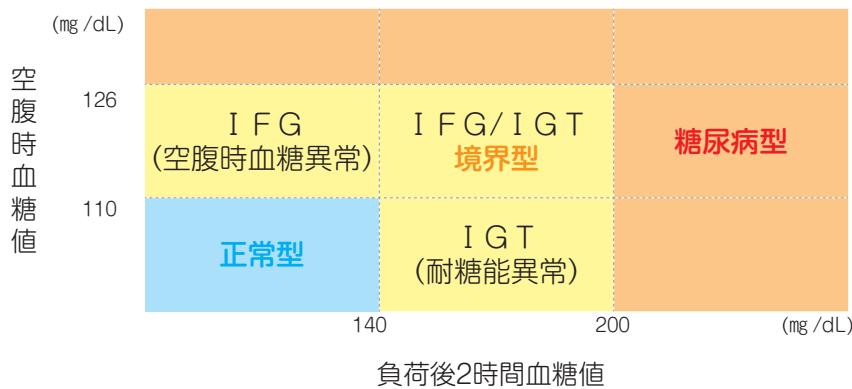 (㎎/dL)
空腹時血糖値
126
110
IFG
(空腹時血糖異常)
IFG/IGT
境界型
糖尿病型
正常型
IGT
(耐糖能異常)
140
200
(㎎/dL)
負荷後2時間血糖値